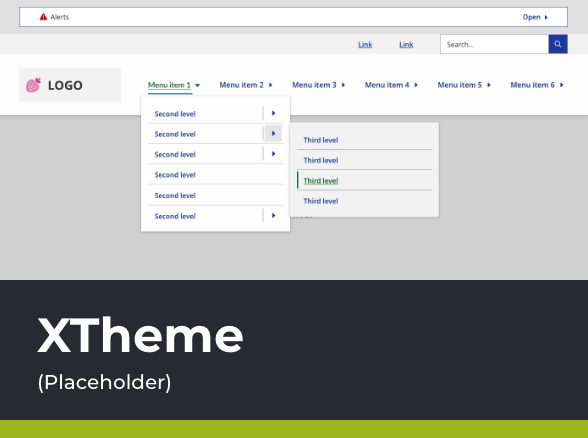 Alerts
Open
Link
Link
Search...
LOGO
Menu item 1
Menu item 2
Menu item 3
Menu item 4
Menu item 5
Menu item 6
Second level
Second level
Second level
Second level
Second level
Second level
Third level
Third level
Third level
Third level
XTheme
(Placeholder)